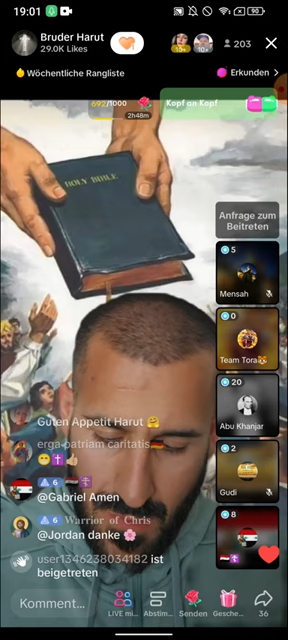 19:01
90
Bruder Harut
29.0K Likes
10+
10+
203
Wöchentliche Rangliste
Erkunden >
692/1000
2h48m
Kopf an Kopf
HOLY BIBLE
Anfrage zum
Beitreten
5
Mensah
0
Team Tora🐯
20
Abu Khanjar
2
Gudi
8
Guten Appetit Harut 🤗
erga patriam caritatis🇩🇪
😁✝️👍🏼
6
@Gabriel Amen
6 Warrior of Chris
@Jordan danke 🌸
user1346238034182 ist
beigetreten
Komment...
LIVE mi...
Abstim...
Senden
Gesche...
36